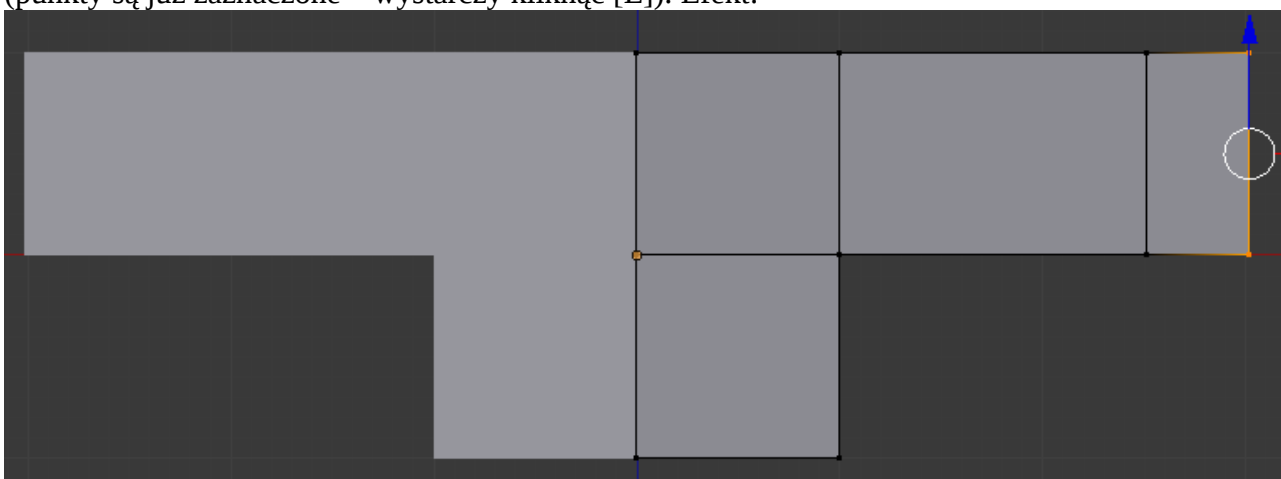 (punkty są już zaznaczone – wystarczy kliknąć [E]). Efekt: